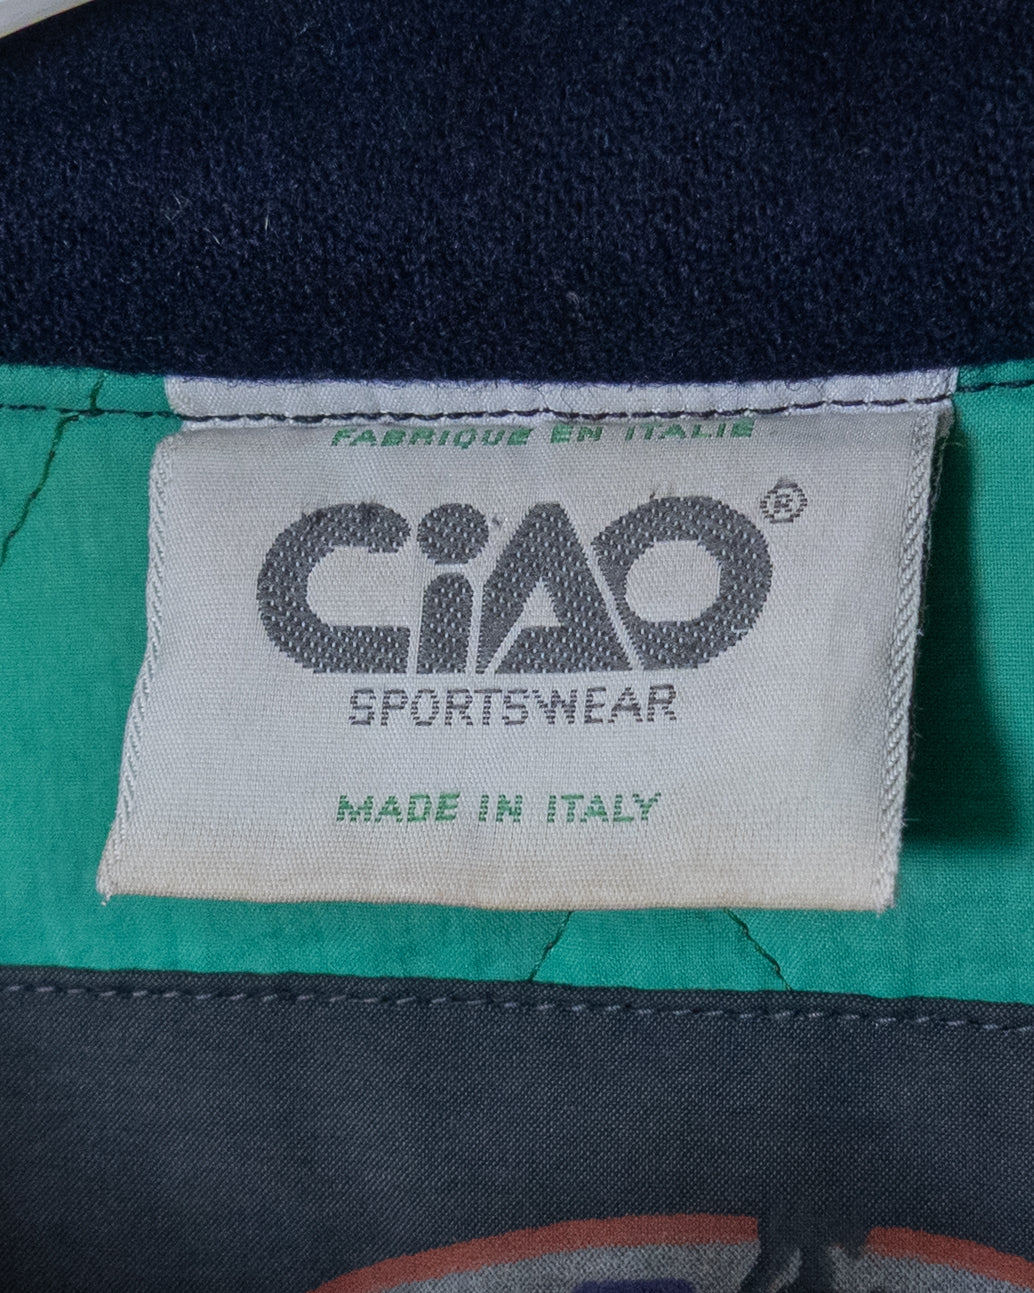 FABRIQUE EN ITALIE
CiAO ®
SPORTSWEAR
MADE IN ITALY